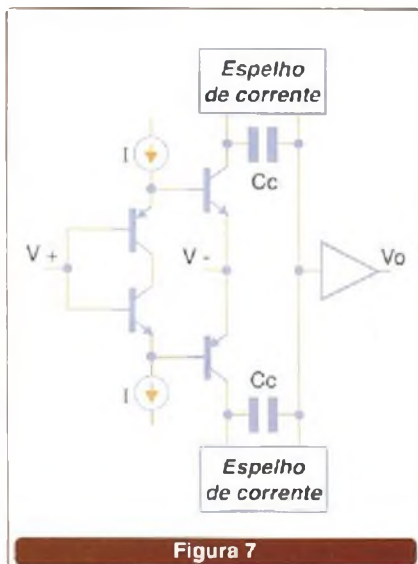 Espelho
de corrente
I
Cc
V +
V -
Vo
I
Cc
Espelho
de corrente
Figura 7